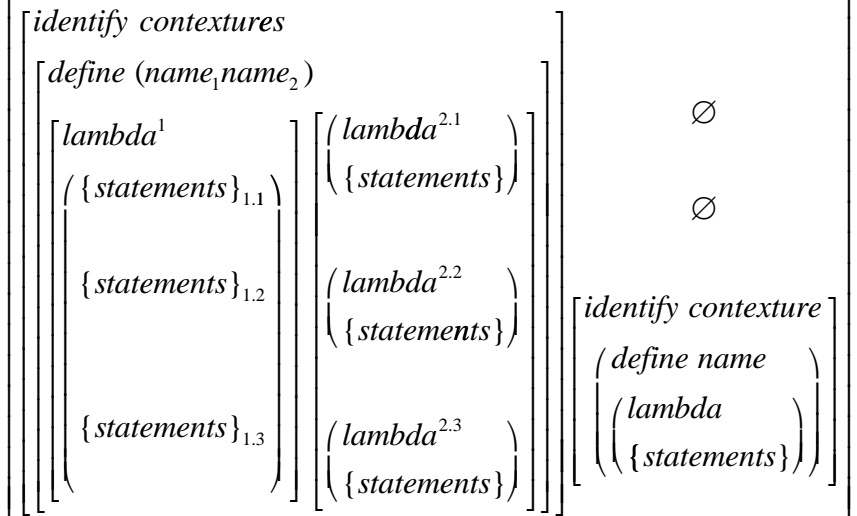 identify contextures
define (name₁name₂)
lambda¹
{statements}₁.₁
{statements}₁.₂
{statements}₁.₃
lambda²·¹
{statements}
lambda²·²
{statements}
lambda²·³
{statements}
∅
∅
identify contexture
define name
lambda
{statements}